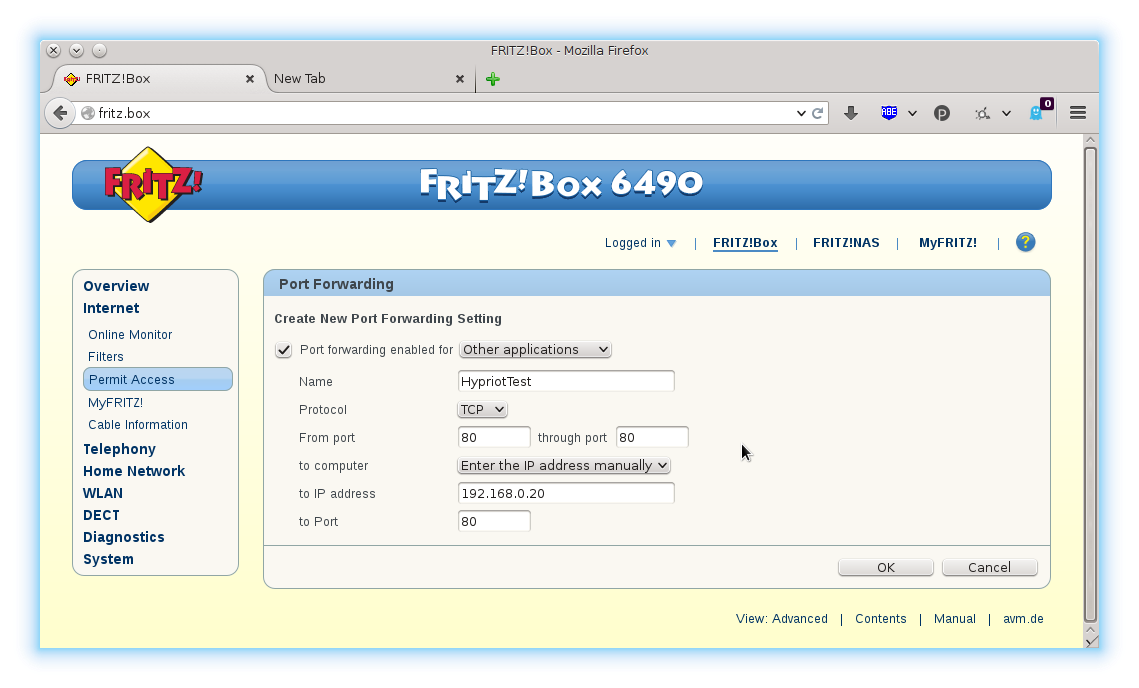 FRITZ!Box - Mozilla Firefox
FRITZ!Box New Tab
fritz.box ABE P 0
FRITZ! FRITZ!Box 6490
Logged in | FRITZ!Box | FRITZ!NAS | MyFRITZ! | ?
Overview
Internet
Online Monitor
Filters
Permit Access
MyFRITZ!
Cable Information
Telephony
Home Network
WLAN
DECT
Diagnostics
System
Port Forwarding
Create New Port Forwarding Setting
Port forwarding enabled for Other applications
Name HypriotTest
Protocol TCP
From port 80 through port 80
to computer Enter the IP address manually
to IP address 192.168.0.20
to Port 80
OK Cancel
View: Advanced | Contents | Manual | avm.de